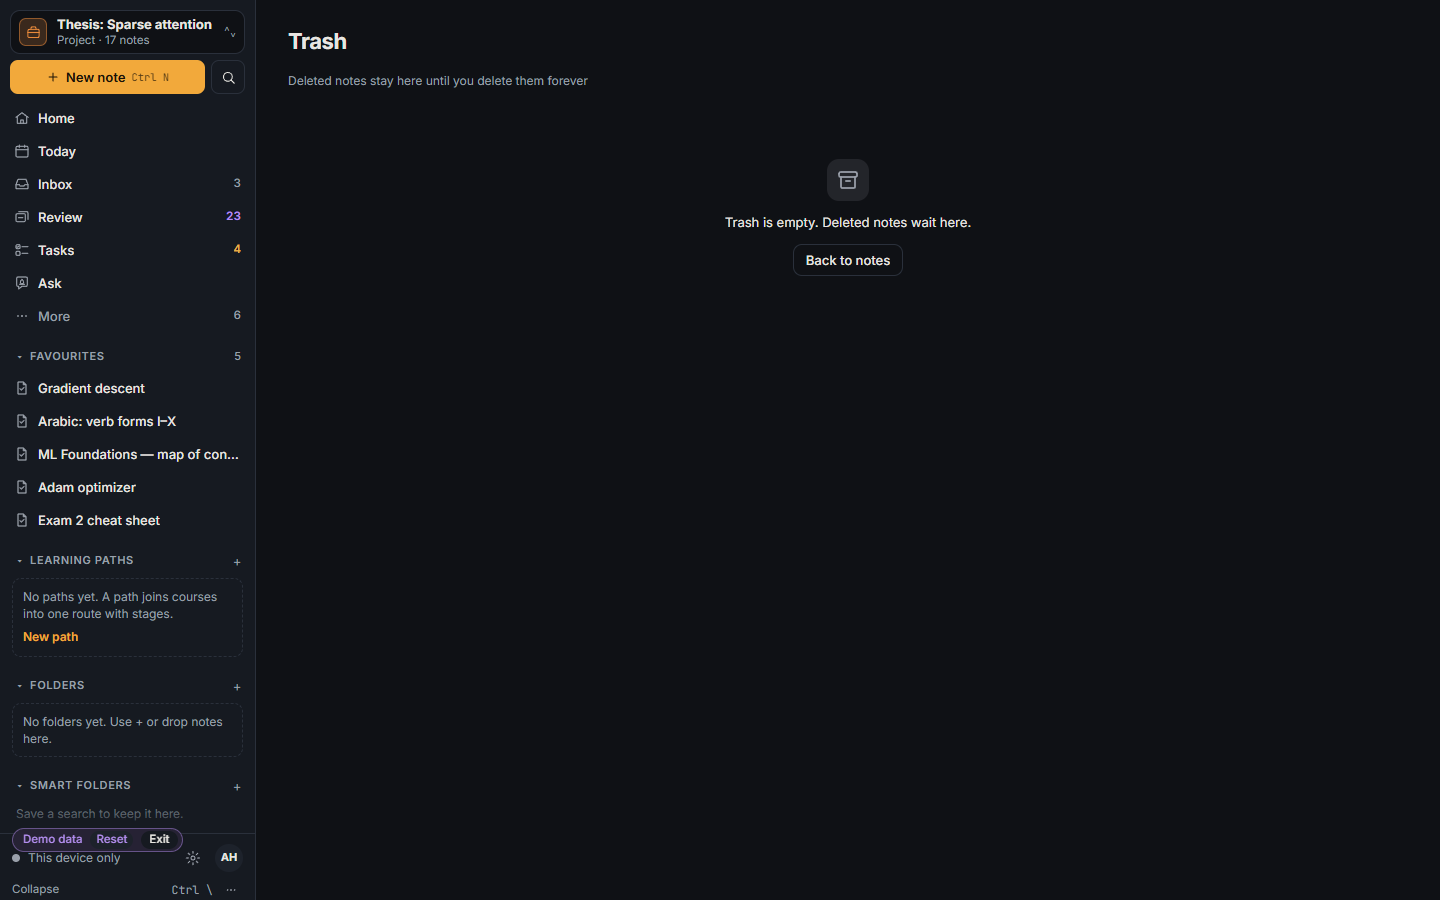 Thesis: Sparse attention
Project · 17 notes
+ New note Ctrl N
Home
Today
Inbox 3
Review 23
Tasks 4
Ask
More 6
FAVOURITES 5
Gradient descent
Arabic: verb forms I–X
ML Foundations — map of con...
Adam optimizer
Exam 2 cheat sheet
LEARNING PATHS +
No paths yet. A path joins courses
into one route with stages.
New path
FOLDERS +
No folders yet. Use + or drop notes
here.
SMART FOLDERS +
Save a search to keep it here.
Demo data Reset Exit
This device only AH
Collapse Ctrl \ ...
Trash
Deleted notes stay here until you delete them forever
Trash is empty. Deleted notes wait here.
Back to notes